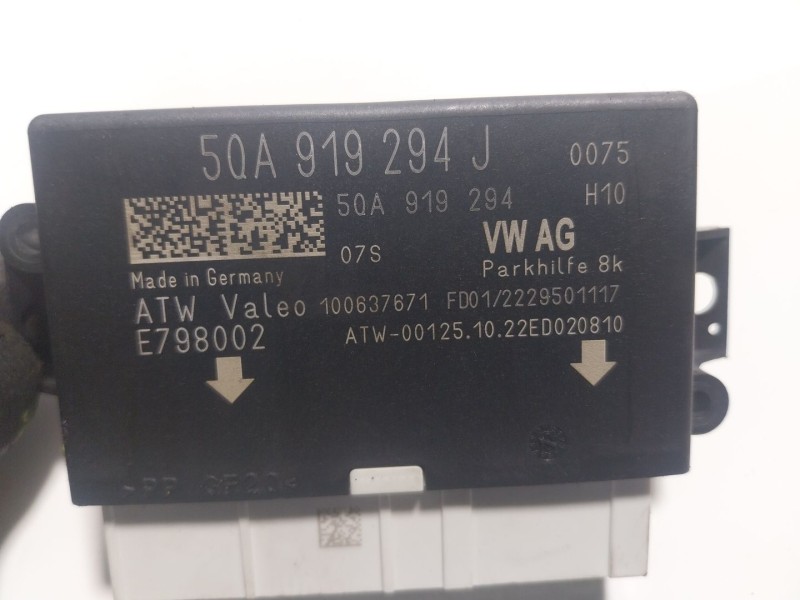 5QA 919 294 J 0075
5QA 919 294 H10
07S VW AG
Parkhilfe 8k
Made in Germany
ATW Valeo 100637671 FD01/2229501117
E798002 ATW-00125.10.22ED020810